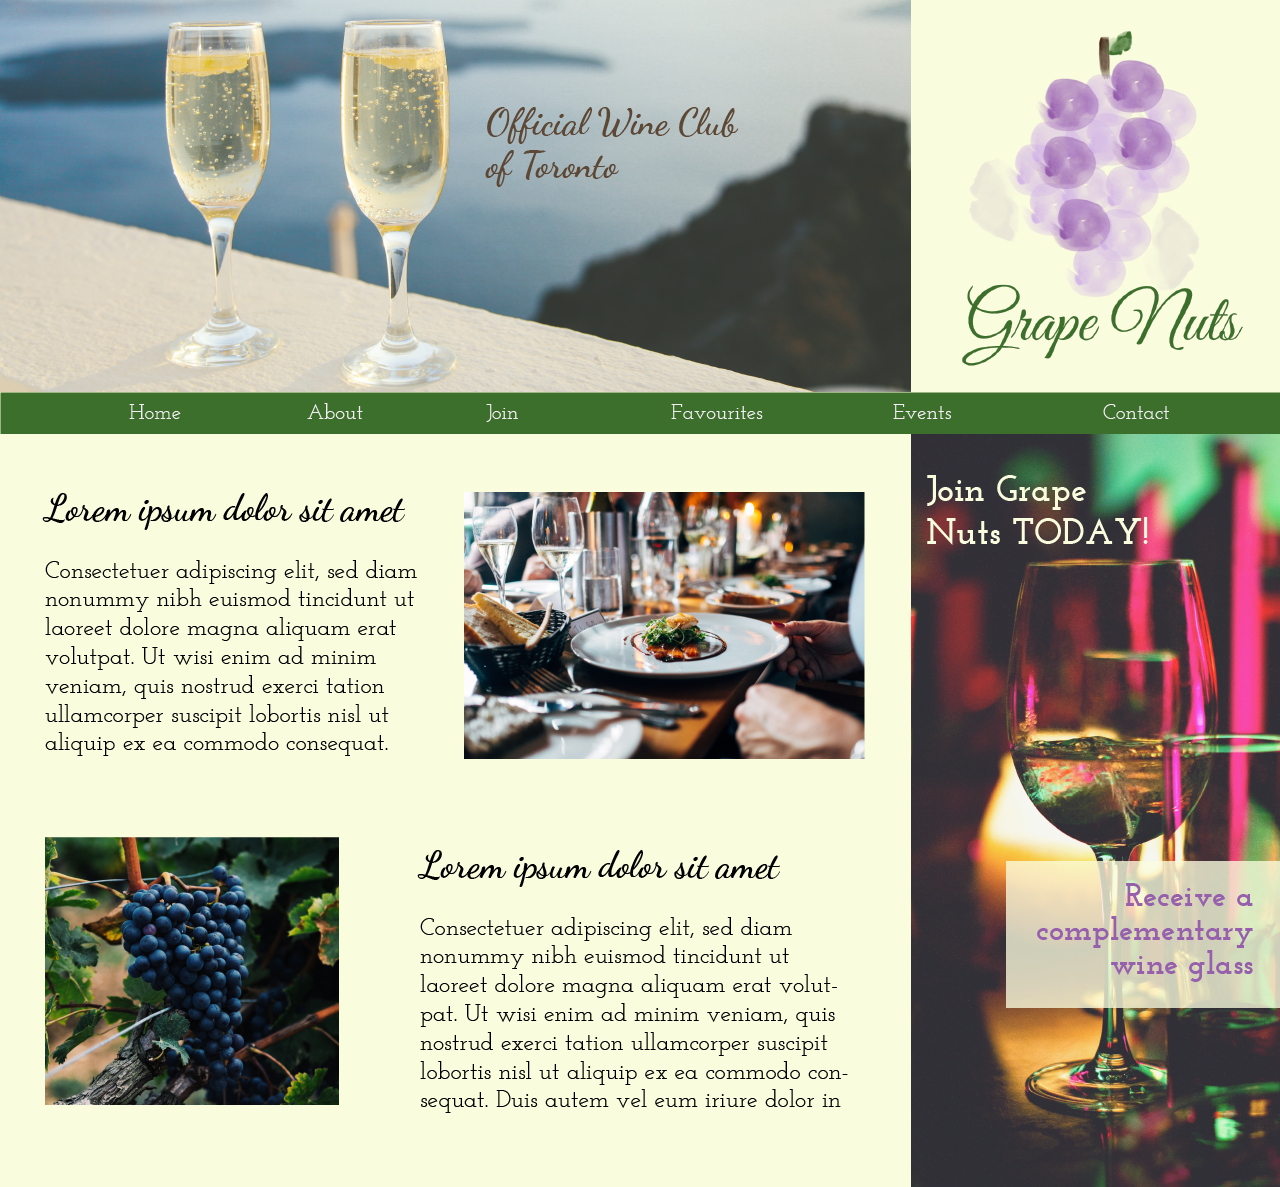 Official Wine Club
of Toronto
Grape Nuts
Home About Join Favourites Events Contact
Lorem ipsum dolor sit amet
Consectetuer adipiscing elit, sed diam
nonummy nibh euismod tincidunt ut
laoreet dolore magna aliquam erat
volutpat. Ut wisi enim ad minim
veniam, quis nostrud exerci tation
ullamcorper suscipit lobortis nisl ut
aliquip ex ea commodo consequat.
Lorem ipsum dolor sit amet
Consectetuer adipiscing elit, sed diam
nonummy nibh euismod tincidunt ut
laoreet dolore magna aliquam erat volut-
pat. Ut wisi enim ad minim veniam, quis
nostrud exerci tation ullamcorper suscipit
lobortis nisl ut aliquip ex ea commodo con-
sequat. Duis autem vel eum iriure dolor in
Join Grape
Nuts TODAY!
Receive a
complementary
wine glass